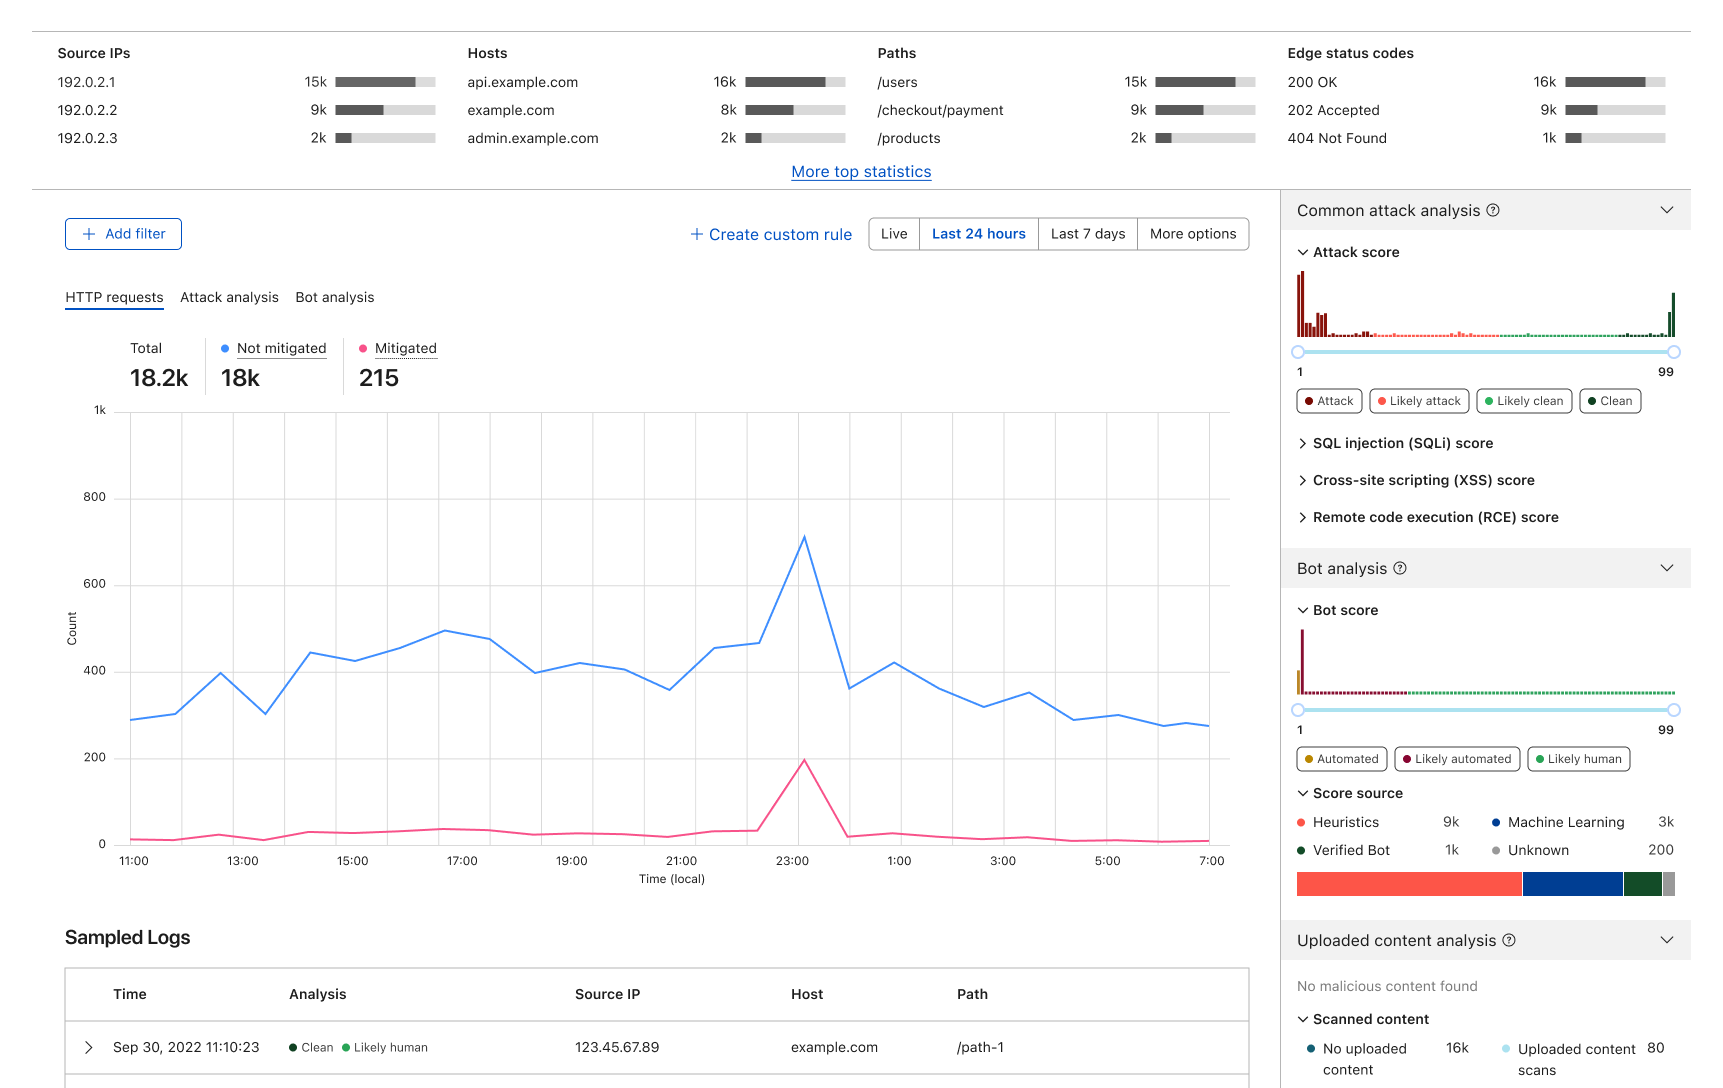 Source IPs
192.0.2.1 15k
192.0.2.2 9k
192.0.2.3 2k
Hosts
api.example.com 16k
example.com 8k
admin.example.com 2k
Paths
/users 15k
/checkout/payment 9k
/products 2k
Edge status codes
200 OK 16k
202 Accepted 9k
404 Not Found 1k
More top statistics
Add filter
Create custom rule
Live Last 24 hours Last 7 days More options
HTTP requests Attack analysis Bot analysis
Total Not mitigated Mitigated
18.2k 18k 215
1k
800
600
400
200
0
Count
11:00 13:00 15:00 17:00 19:00 21:00 23:00 1:00 3:00 5:00 7:00
Time (local)
Sampled Logs
Time Analysis Source IP Host Path
Sep 30, 2022 11:10:23 Clean Likely human 123.45.67.89 example.com /path-1
Common attack analysis ?
Attack score
1 99
Attack Likely attack Likely clean Clean
SQL injection (SQLi) score
Cross-site scripting (XSS) score
Remote code execution (RCE) score
Bot analysis ?
Bot score
1 99
Automated Likely automated Likely human
Score source
Heuristics 9k Machine Learning 3k
Verified Bot 1k Unknown 200
Uploaded content analysis ?
No malicious content found
Scanned content
No uploaded content 16k
Uploaded content scans 80